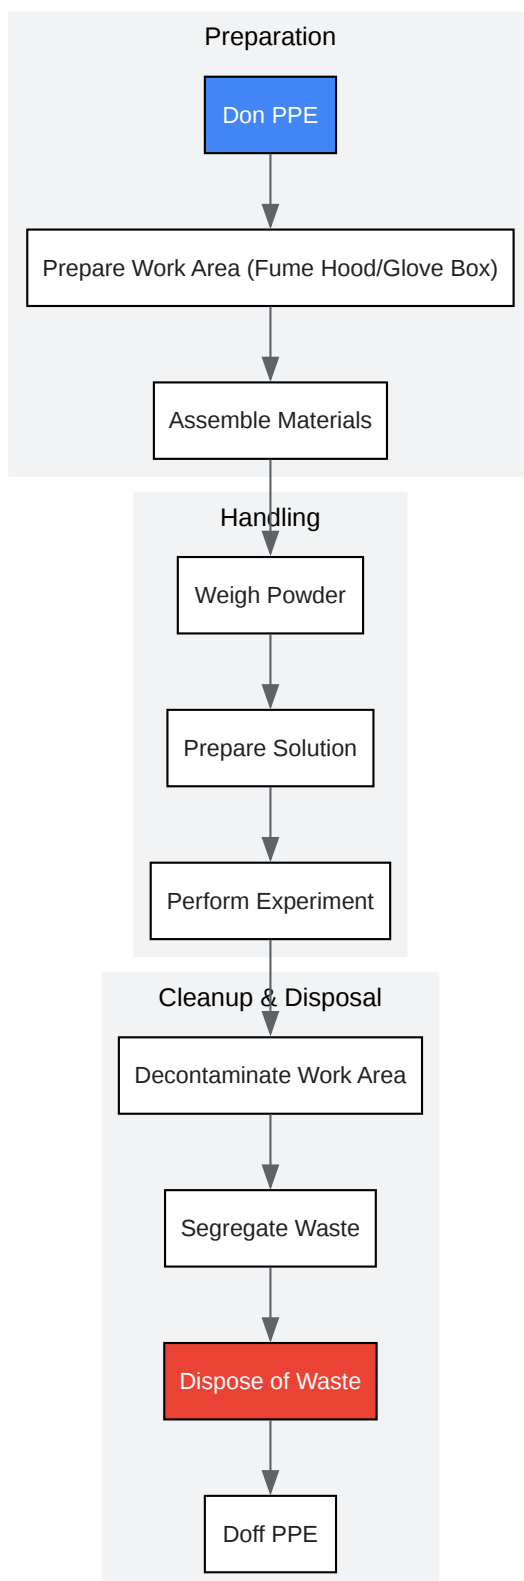 Preparation
Don PPE
Prepare Work Area (Fume Hood/Glove Box)
Assemble Materials
Handling
Weigh Powder
Prepare Solution
Perform Experiment
Cleanup & Disposal
Decontaminate Work Area
Segregate Waste
Dispose of Waste
Doff PPE